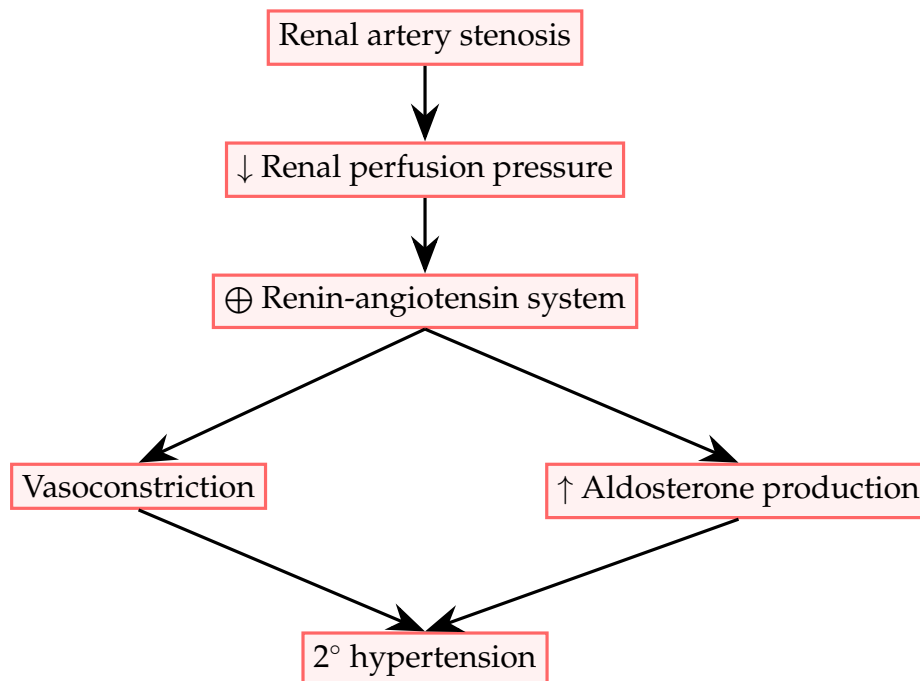 Renal artery stenosis
↓ Renal perfusion pressure
⊕ Renin-angiotensin system
Vasoconstriction
↑ Aldosterone production
2° hypertension